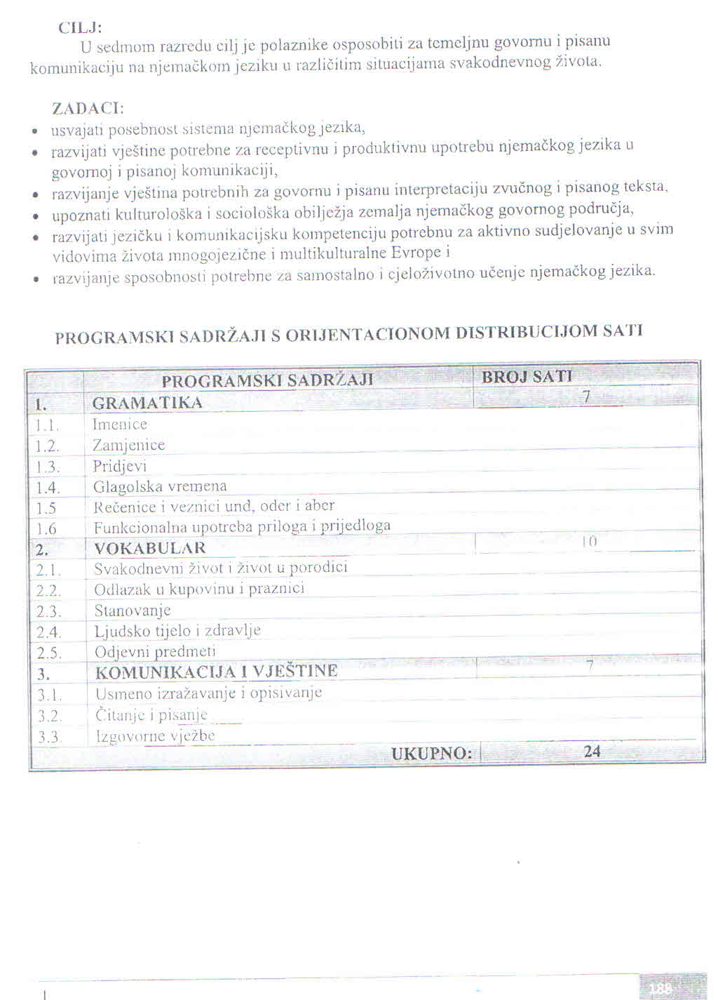 CILJ:
U sedmom razredu cilj je polaznike osposobiti za temeljnu govornu i pisanu
komunikaciju na njemačkom jeziku u različitim situacijama svakodnevnog života.
ZADACI:
• usvajati posebnost sistema njemačkog jezika,
• razvijati vještine potrebne za receptivnu i produktivnu upotrebu njemačkog jezika u
govornoj i pisanoj komunikaciji,
• razvijanje vještina potrebnih za govornu i pisanu interpretaciju zvučnog i pisanog teksta,
• upoznati kulturološka i sociološka obilježja zemalja njemačkog govornog područja,
• razvijati jezičku i komunikacijsku kompetenciju potrebnu za aktivno sudjelovanje u svim
vidovima života mnogojezične i multikulturalne Evrope i
• razvijanje sposobnosti potrebne za samostalno i cjeloživotno učenje njemačkog jezika.
PROGRAMSKI SADRŽAJI S ORIJENTACIONOM DISTRIBUCIJOM SATI
PROGRAMSKI SADRŽAJI BROJ SATI
1. GRAMATIKA 7
1.1. Imenice
1.2. Zamjenice
1.3. Pridjevi
1.4. Glagolska vremena
1.5 Rečenice i veznici und, oder i aber
1.6 Funkcionalna upotreba priloga i prijedloga
2. VOKABULAR 10
2.1. Svakodnevni život i život u porodici
2.2. Odlazak u kupovinu i praznici
2.3. Stanovanje
2.4. Ljudsko tijelo i zdravlje
2.5. Odjevni predmeti
3. KOMUNIKACIJA I VJEŠTINE 7
3.1. Usmeno izražavanje i opisivanje
3.2. Čitanje i pisanje
3.3. Izgovorne vježbe
UKUPNO: 24
188